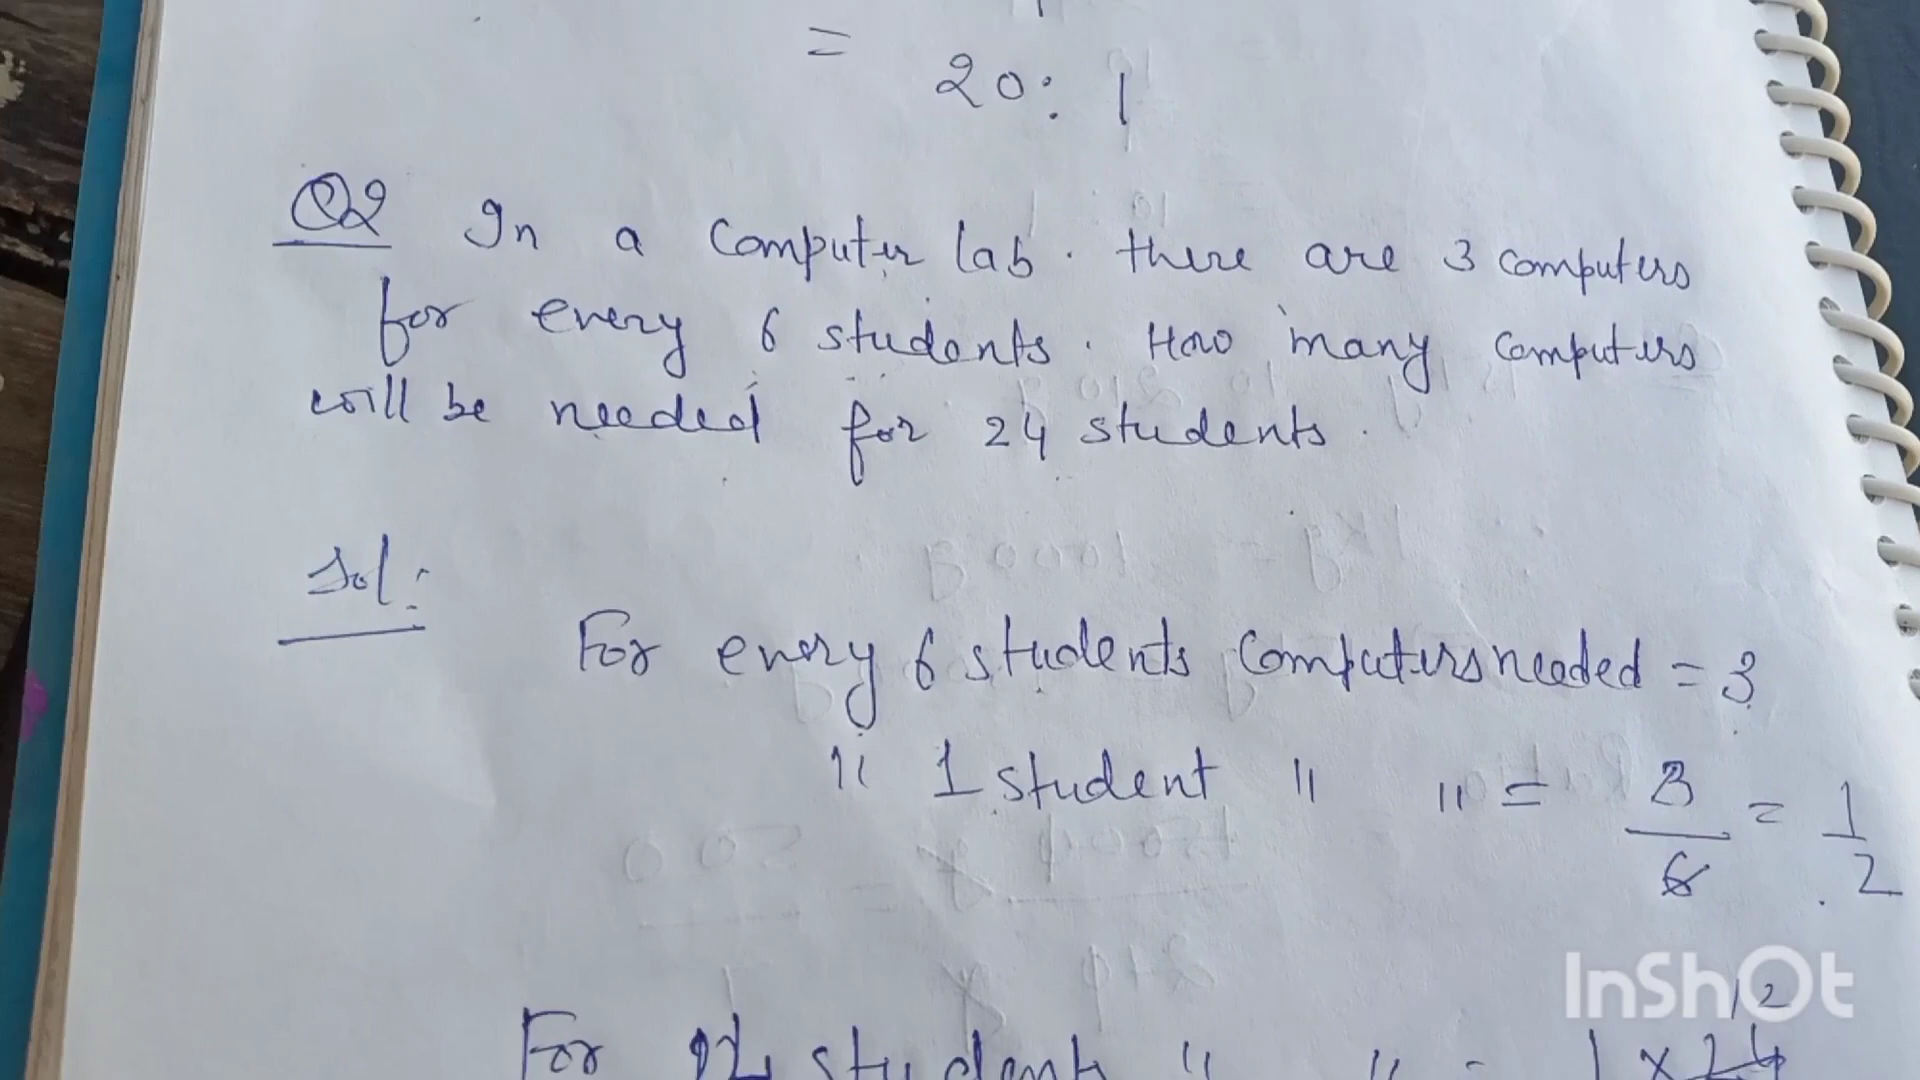 =
20: 1
Q2 In a computer lab. there are 3 computers
for every 6 students. How many computers
will be needed for 24 students.
Sol:
For every 6 students computers needed = 3
" 1 student " " = 3/6 = 1/2
For 24 students " " = 1 x 24
12
InShOt